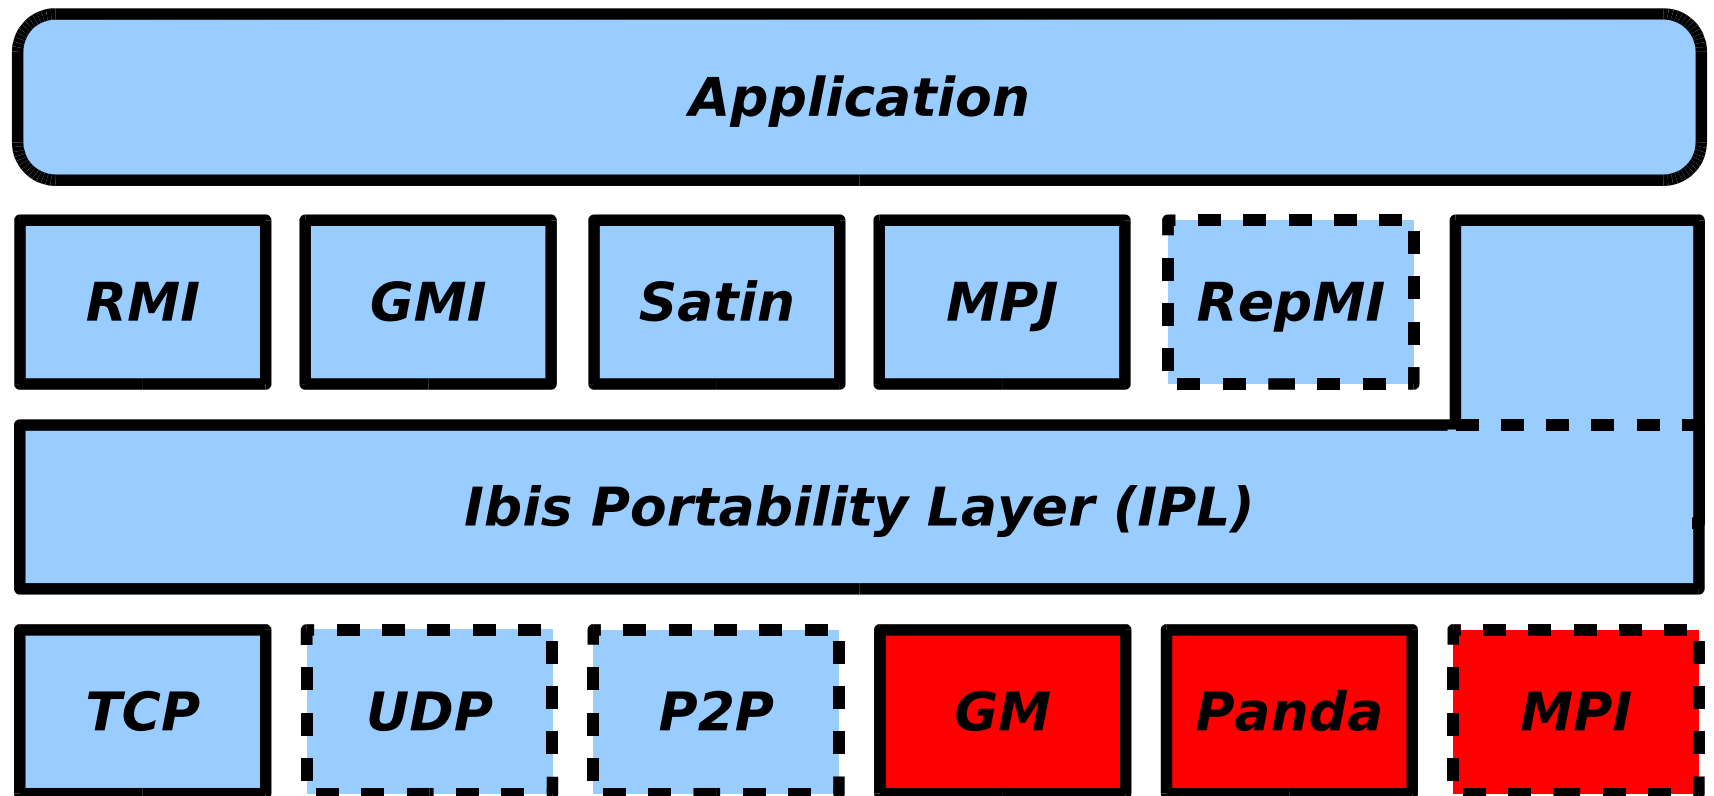 Application
RMI
GMI
Satin
MPJ
RepMI
Ibis Portability Layer (IPL)
TCP
UDP
P2P
GM
Panda
MPI